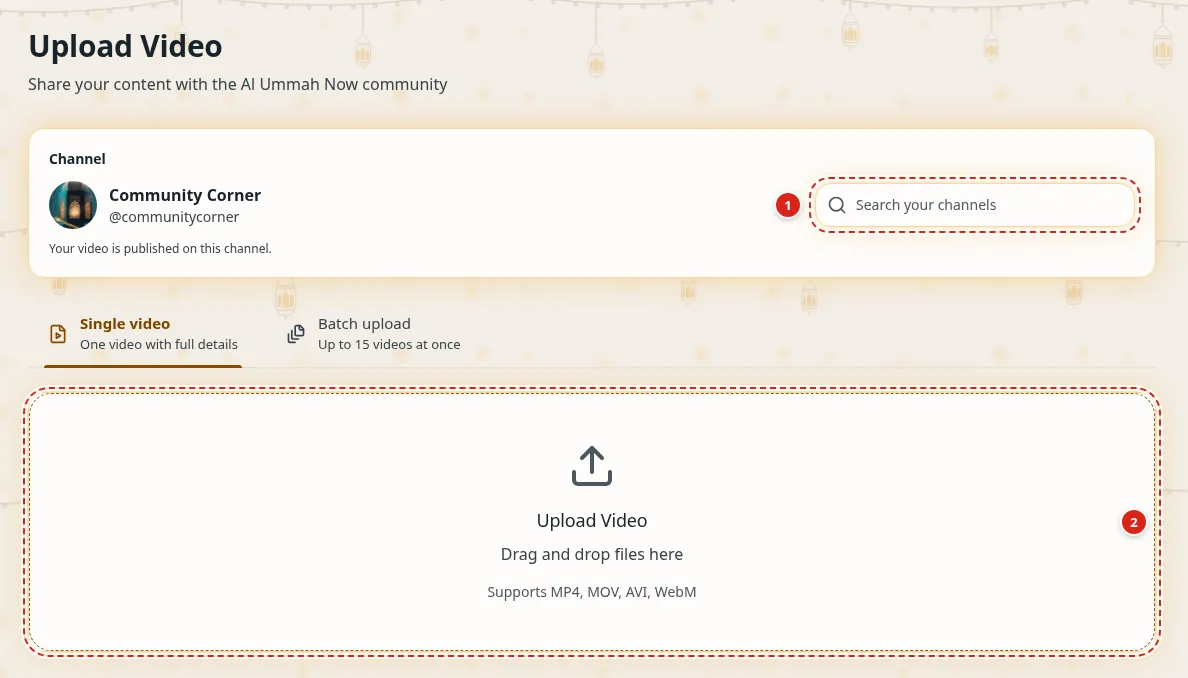 Upload Video
Share your content with the Al Ummah Now community
Channel
Community Corner
@communitycorner
Your video is published on this channel.
1
Search your channels
Single video
One video with full details
Batch upload
Up to 15 videos at once
Upload Video
Drag and drop files here
Supports MP4, MOV, AVI, WebM
2